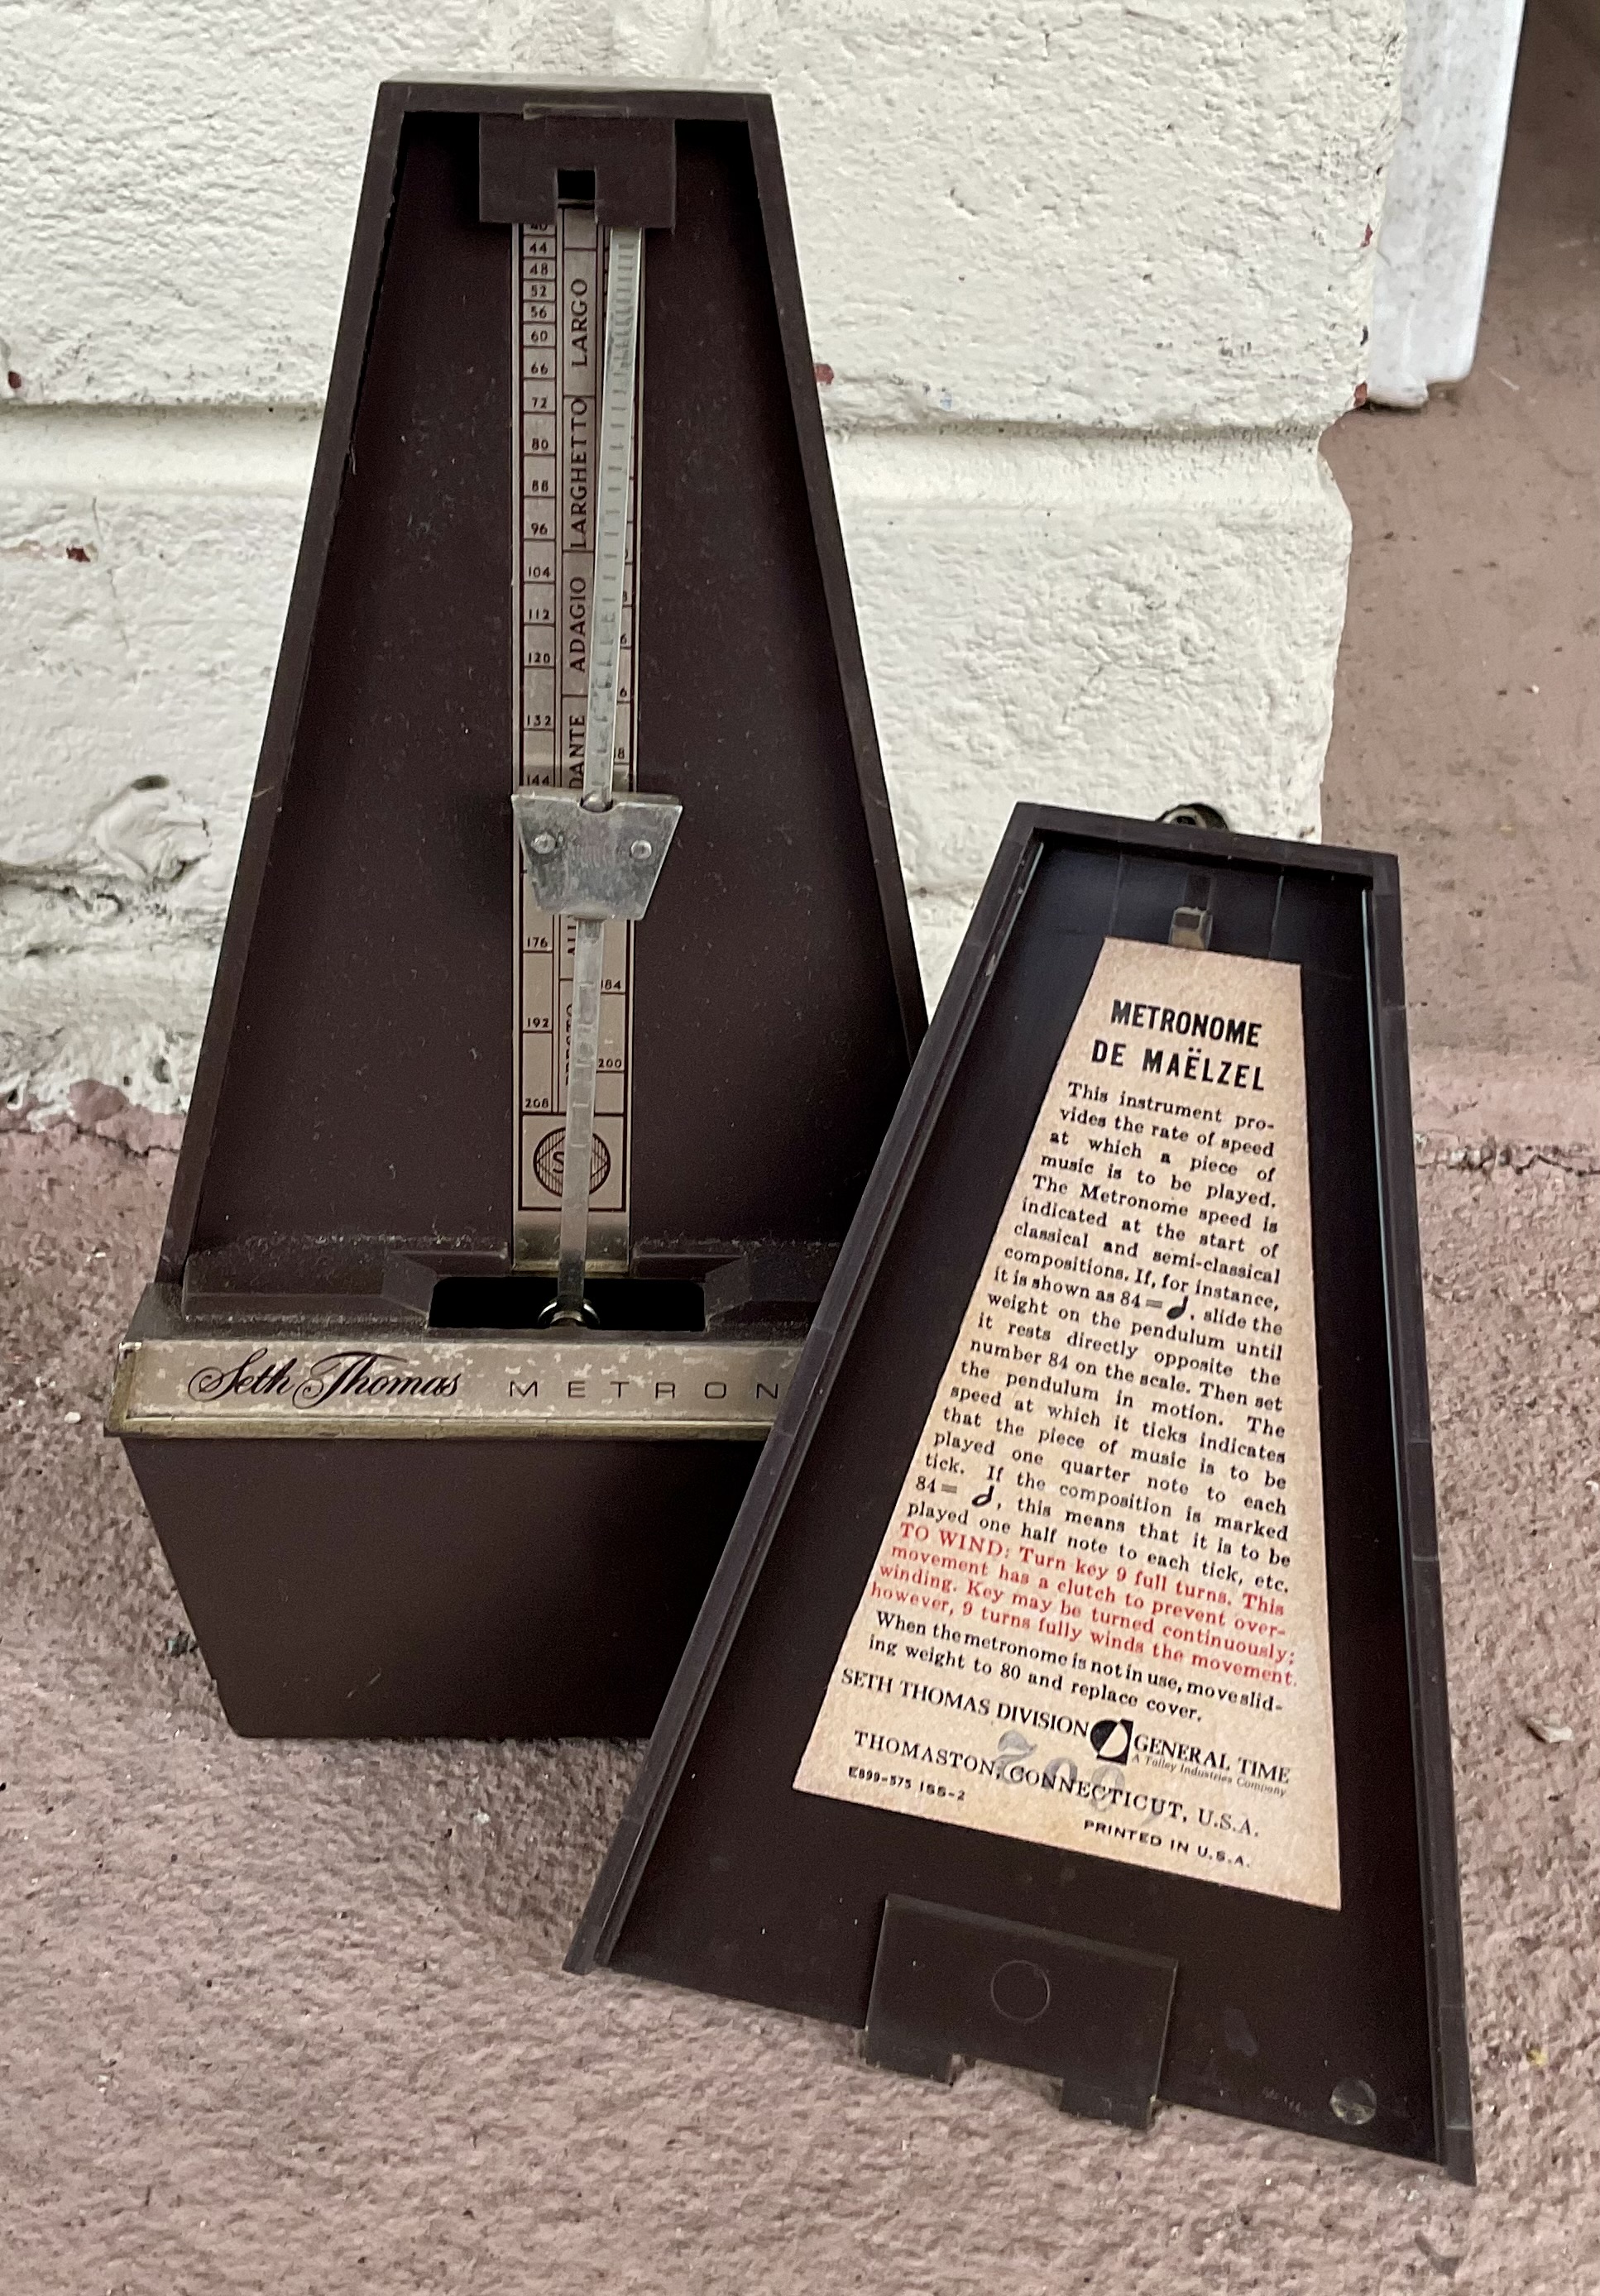 44
48
52
56
60
66
72
80
88
96
104
112
120
132
144
176
192
208
LARGO
LARGHETTO
ADAGIO
184
200
Seth Thomas
METRONOME
DE MAËLZEL
This instrument pro-
vides the rate of speed
at which a piece of
music is to be played.
The Metronome speed is
indicated at the start of
classical and semi-classical
compositions. If, for instance,
it is shown as 84 = ♩, slide the
weight on the pendulum until
it rests directly opposite the
number 84 on the scale. Then set
the pendulum in motion. The
speed at which it ticks indicates
that the piece of music is to be
played one quarter note to each
tick. If the composition is marked
84 = 𝅗𝅥, this means that it is to be
played one half note to each tick, etc.
TO WIND: Turn key 9 full turns. This
movement has a clutch to prevent over-
winding. Key may be turned continuously;
however, 9 turns fully winds the movement.
When the metronome is not in use, move slid-
ing weight to 80 and replace cover.
SETH THOMAS DIVISION GENERAL TIME
A Talley Industries Company
THOMASTON, CONNECTICUT, U.S.A.
E899-575 ISS-2
PRINTED IN U.S.A.